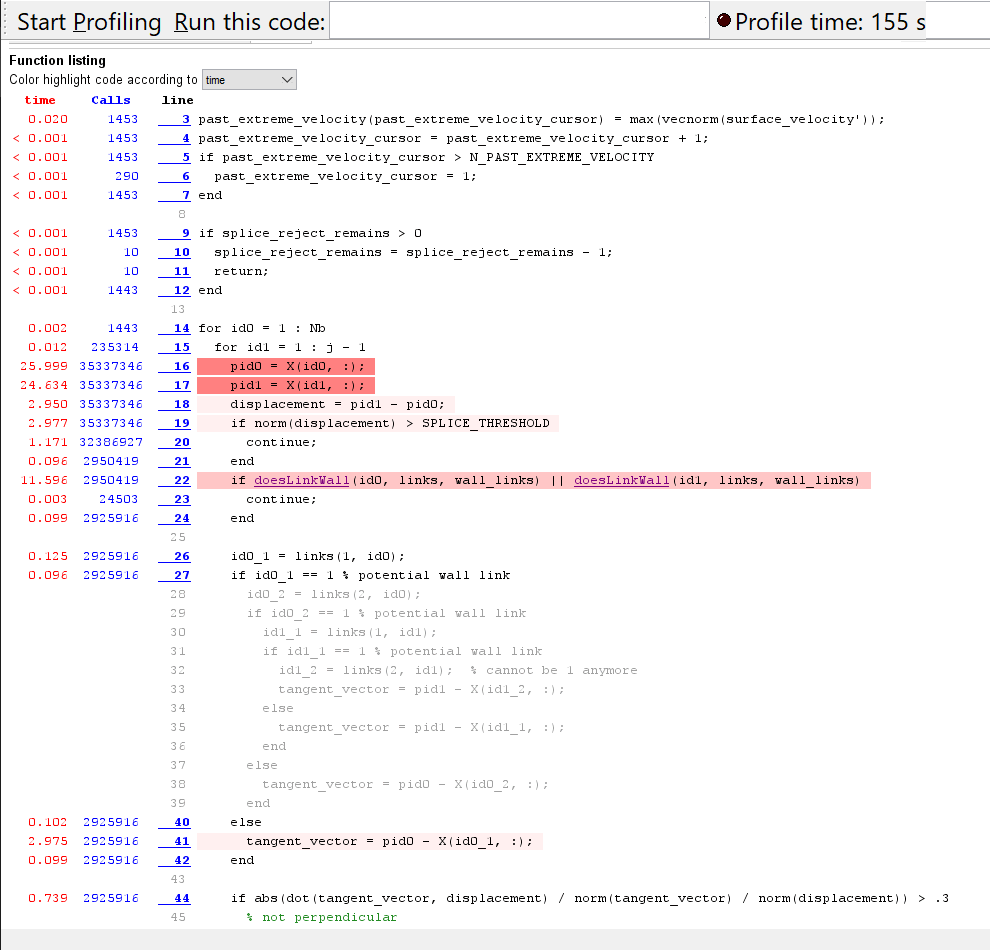 Start Profiling Run this code: Profile time: 155 s
Function listing
Color highlight code according to time
time Calls line
0.020 1453 3 past_extreme_velocity(past_extreme_velocity_cursor) = max(vecnorm(surface_velocity'));
< 0.001 1453 4 past_extreme_velocity_cursor = past_extreme_velocity_cursor + 1;
< 0.001 1453 5 if past_extreme_velocity_cursor > N_PAST_EXTREME_VELOCITY
< 0.001 290 6 past_extreme_velocity_cursor = 1;
< 0.001 1453 7 end
8
< 0.001 1453 9 if splice_reject_remains > 0
< 0.001 10 10 splice_reject_remains = splice_reject_remains - 1;
< 0.001 10 11 return;
< 0.001 1443 12 end
13
0.002 1443 14 for id0 = 1 : Nb
0.012 235314 15 for id1 = 1 : j - 1
25.999 35337346 16 pid0 = X(id0, :);
24.634 35337346 17 pid1 = X(id1, :);
2.950 35337346 18 displacement = pid1 - pid0;
2.977 35337346 19 if norm(displacement) > SPLICE_THRESHOLD
1.171 32386927 20 continue;
0.096 2950419 21 end
11.596 2950419 22 if doesLinkWall(id0, links, wall_links) || doesLinkWall(id1, links, wall_links)
0.003 24503 23 continue;
0.099 2925916 24 end
25
0.125 2925916 26 id0_1 = links(1, id0);
0.096 2925916 27 if id0_1 == 1 % potential wall link
28 id0_2 = links(2, id0);
29 if id0_2 == 1 % potential wall link
30 id1_1 = links(1, id1);
31 if id1_1 == 1 % potential wall link
32 id1_2 = links(2, id1); % cannot be 1 anymore
33 tangent_vector = pid1 - X(id1_2, :);
34 else
35 tangent_vector = pid1 - X(id1_1, :);
36 end
37 else
38 tangent_vector = pid0 - X(id0_2, :);
39 end
0.102 2925916 40 else
2.975 2925916 41 tangent_vector = pid0 - X(id0_1, :);
0.099 2925916 42 end
43
0.739 2925916 44 if abs(dot(tangent_vector, displacement) / norm(tangent_vector) / norm(displacement)) > .3
45 % not perpendicular